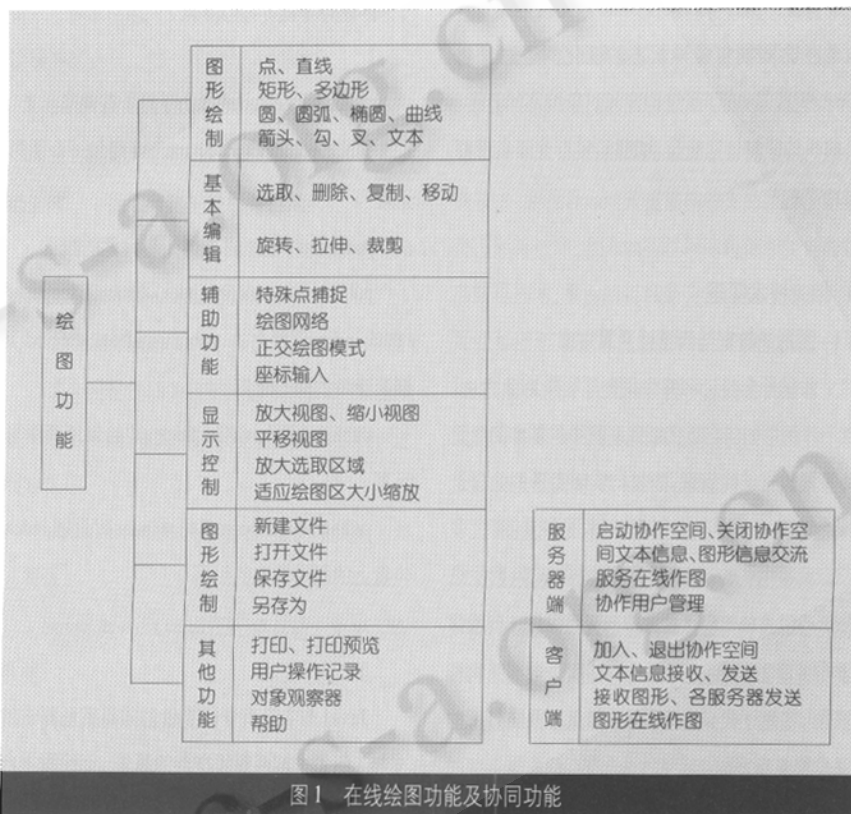 绘图功能
图形绘制
点、直线
矩形、多边形
圆、圆弧、椭圆、曲线
箭头、勾、叉、文本
基本编辑
选取、删除、复制、移动
旋转、拉伸、裁剪
辅助功能
特殊点捕捉
绘图网络
正交绘图模式
座标输入
显示控制
放大视图、缩小视图
平移视图
放大选取区域
适应绘图区大小缩放
图形绘制
新建文件
打开文件
保存文件
另存为
其他功能
打印、打印预览
用户操作记录
对象观察器
帮助
服务器端
启动协作空间、关闭协作空
间文本信息、图形信息交流
服务在线作图
协作用户管理
客户端
加入、退出协作空间
文本信息接收、发送
接收图形、各服务器发送
图形在线作图
图1 在线绘图功能及协同功能